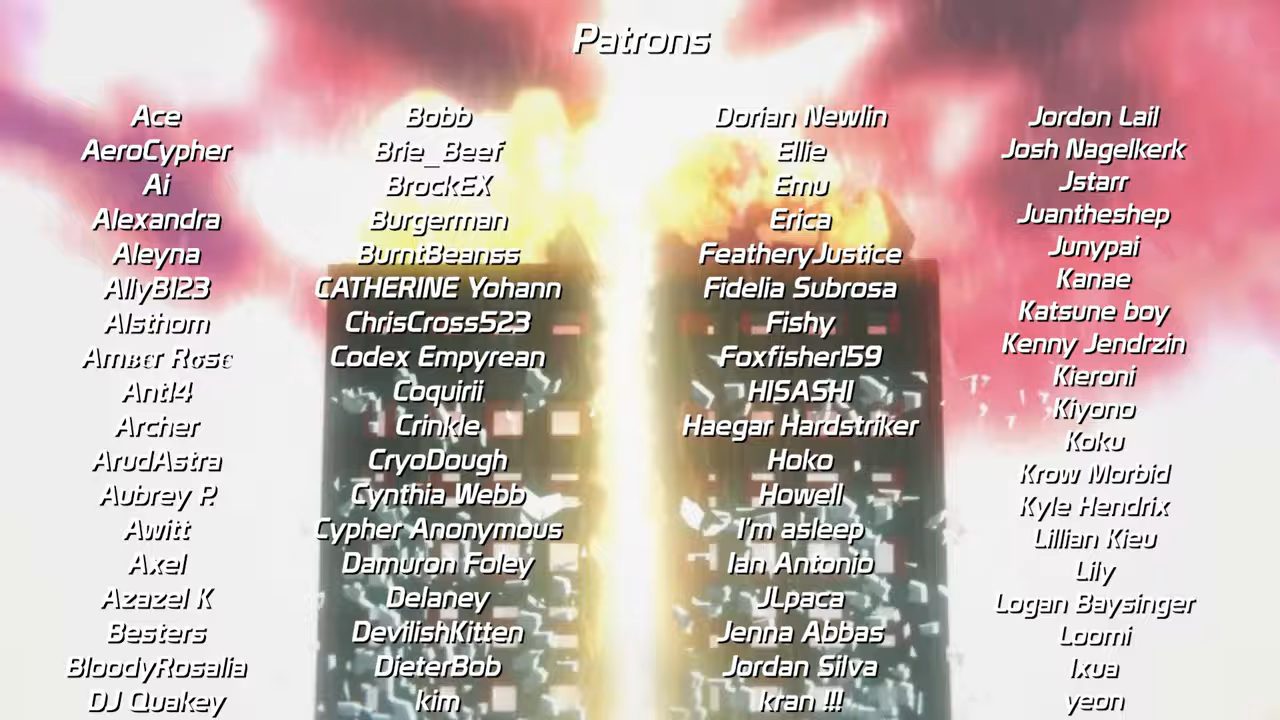 Patrons
Ace
AeroCypher
Ai
Alexandra
Aleyna
AllyB123
Alsthom
Amber Rose
Ant14
Archer
ArudAstra
Aubrey P.
Awitt
Axel
Azazel K
Besters
BloodyRosalia
DJ Quakey
Bobb
Brie_Beef
BrockEX
Burgerman
BurntBeanss
CATHERINE Yohann
ChrisCross523
Codex Empyrean
Coquirii
Crinkle
CryoDough
Cynthia Webb
Cypher Anonymous
Damuron Foley
Delaney
DevilishKitten
DieterBob
kim
Dorian Newlin
Ellie
Emu
Erica
FeatheryJustice
Fidelia Subrosa
Fishy
Foxfisher159
HISASHI
Haegar Hardstriker
Hoko
Howell
I'm asleep
Ian Antonio
JLpaca
Jenna Abbas
Jordan Silva
kran !!!
Jordon Lail
Josh Nagelkerk
Jstarr
Juantheshep
Junypai
Kanae
Katsune boy
Kenny Jendrzin
Kieroni
Kiyono
Koku
Krow Morbid
Kyle Hendrix
Lillian Kieu
Lily
Logan Baysinger
Loomi
lxua
yeon